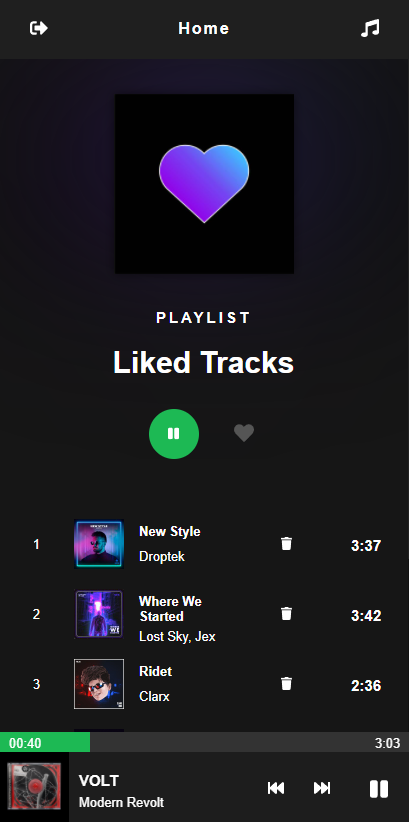 Home
PLAYLIST
Liked Tracks
1
New Style
Droptek
3:37
2
Where We
Started
Lost Sky, Jex
3:42
3
Ridet
Clarx
2:36
00:40
3:03
VOLT
Modern Revolt